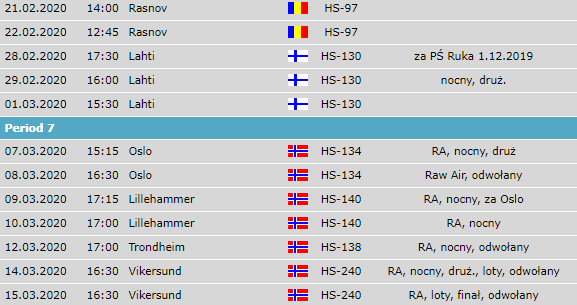 21.02.2020 14:00 Rasnov HS-97
22.02.2020 12:45 Rasnov HS-97
28.02.2020 17:30 Lahti HS-130 za PŚ Ruka 1.12.2019
29.02.2020 16:00 Lahti HS-130 nocny, druż.
01.03.2020 15:30 Lahti HS-130
Period 7
07.03.2020 15:15 Oslo HS-134 RA, nocny, druż
08.03.2020 16:30 Oslo HS-134 Raw Air, odwołany
09.03.2020 17:15 Lillehammer HS-140 RA, nocny, za Oslo
10.03.2020 17:00 Lillehammer HS-140 RA, nocny
12.03.2020 17:00 Trondheim HS-138 RA, nocny, odwołany
14.03.2020 16:30 Vikersund HS-240 RA, nocny, druż., loty, odwołany
15.03.2020 16:30 Vikersund HS-240 RA, loty, finał, odwołany